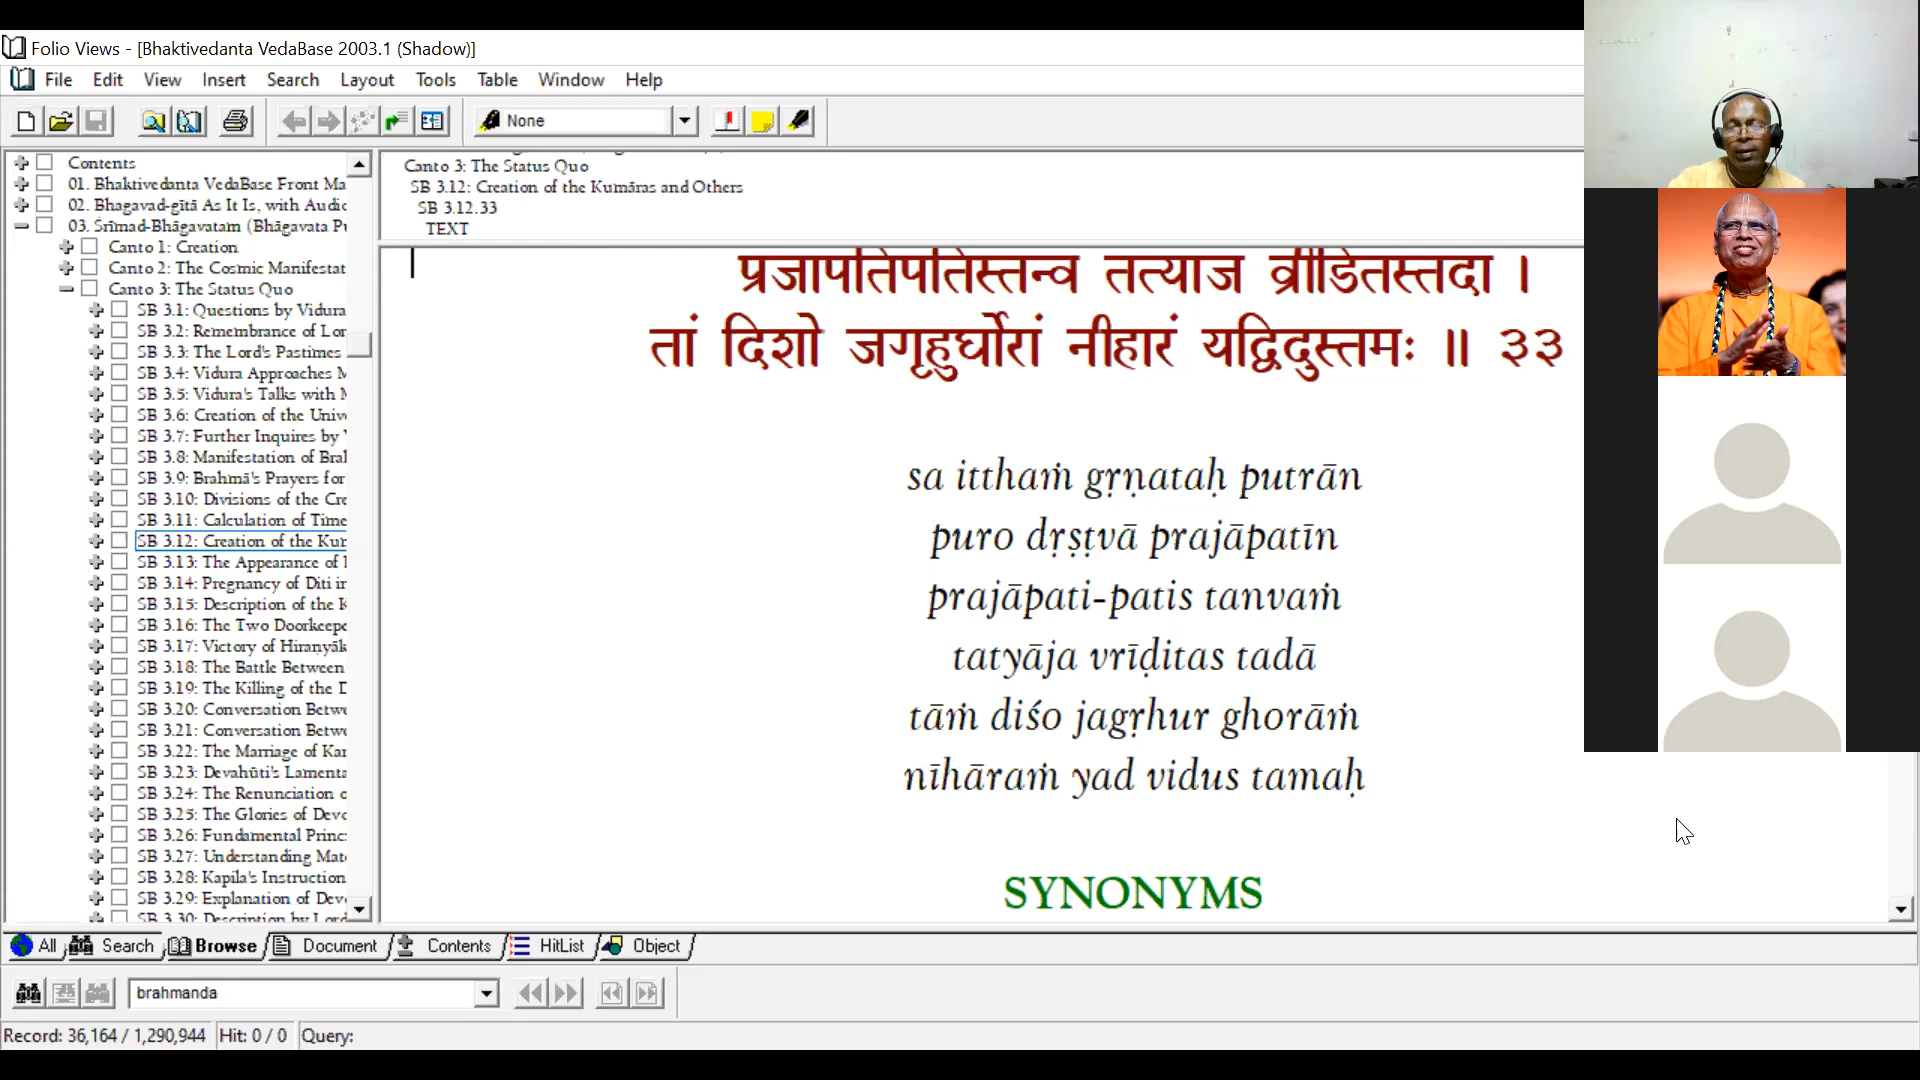 Folio Views - [Bhaktivedanta VedaBase 2003.1 (Shadow)]
File Edit View Insert Search Layout Tools Table Window Help
None
Contents
01. Bhaktivedanta VedaBase Front Ma
02. Bhagavad-gītā As It Is, with Audio
03. Śrīmad-Bhāgavatam (Bhāgavata Pu
Canto 1: Creation
Canto 2: The Cosmic Manifestat
Canto 3: The Status Quo
SB 3.1: Questions by Vidura
SB 3.2: Remembrance of Lor
SB 3.3: The Lord's Pastimes
SB 3.4: Vidura Approaches M
SB 3.5: Vidura's Talks with M
SB 3.6: Creation of the Univ
SB 3.7: Further Inquires by V
SB 3.8: Manifestation of Bral
SB 3.9: Brahmā's Prayers for
SB 3.10: Divisions of the Cre
SB 3.11: Calculation of Time
SB 3.12: Creation of the Kur
SB 3.13: The Appearance of I
SB 3.14: Pregnancy of Diti in
SB 3.15: Description of the K
SB 3.16: The Two Doorkeepe
SB 3.17: Victory of Hiraṇyāk
SB 3.18: The Battle Between
SB 3.19: The Killing of the D
SB 3.20: Conversation Betwe
SB 3.21: Conversation Betwe
SB 3.22: The Marriage of Kar
SB 3.23: Devahūti's Lamenta
SB 3.24: The Renunciation o
SB 3.25: The Glories of Devo
SB 3.26: Fundamental Princ
SB 3.27: Understanding Mate
SB 3.28: Kapila's Instruction
SB 3.29: Explanation of Dev
SB 3.30: Description by Lord
Canto 3: The Status Quo
SB 3.12: Creation of the Kumāras and Others
SB 3.12.33
TEXT
प्रजापतिपतिस्तन्वं तत्याज व्रीडितस्तदा ।
तां दिशो जगृहुर्घोरां नीहारं यद्विदुस्तमः ॥ ३३
sa itthaṁ gṛṇataḥ putrān
puro dṛṣṭvā prajāpatīn
prajāpati-patis tanvaṁ
tatyāja vrīḍitas tadā
tāṁ diśo jagṛhur ghorāṁ
nīhāraṁ yad vidus tamaḥ
SYNONYMS
All Search Browse Document Contents HitList Object
brahmanda
Record: 36,164 / 1,290,944 Hit: 0 / 0 Query: